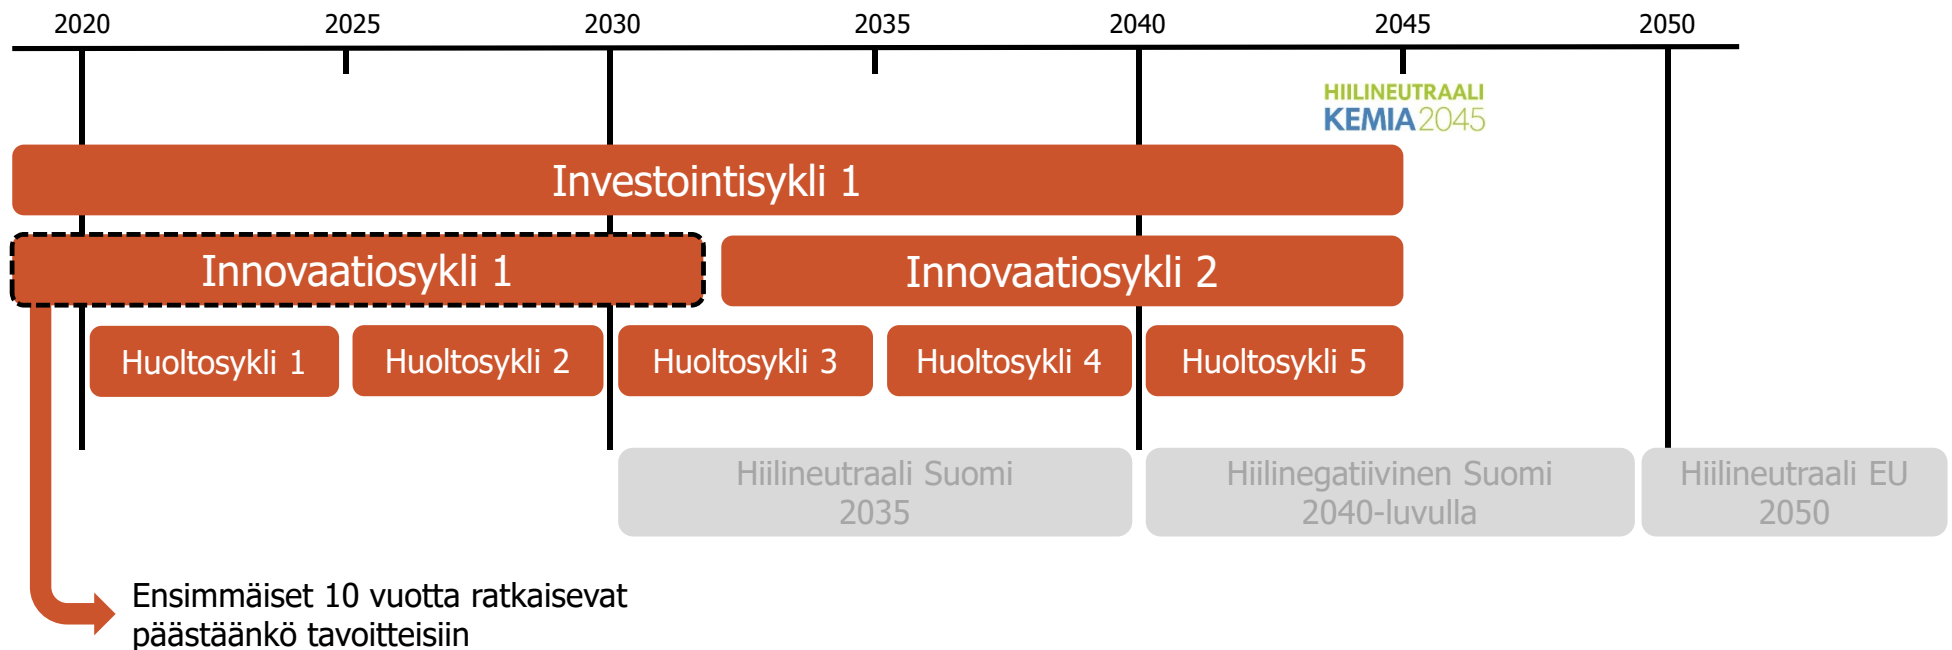 2020 2025 2030 2035 2040 2045 2050
HIILINEUTRAALI
KEMIA2045
Investointisykli 1
Innovaatiosykli 1
Innovaatiosykli 2
Huoltosykli 1
Huoltosykli 2
Huoltosykli 3
Huoltosykli 4
Huoltosykli 5
Hiilineutraali Suomi
2035
Hiilinegatiivinen Suomi
2040-luvulla
Hiilineutraali EU
2050
Ensimmäiset 10 vuotta ratkaisevat
päästäänkö tavoitteisiin